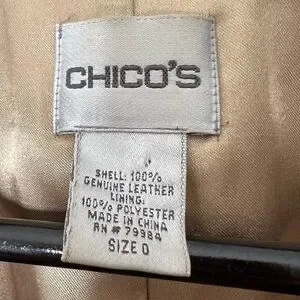 CHICO'S
SHELL: 100%
GENUINE LEATHER
LINING:
100% POLYESTER
MADE IN CHINA
RN # 79984
SIZE 0